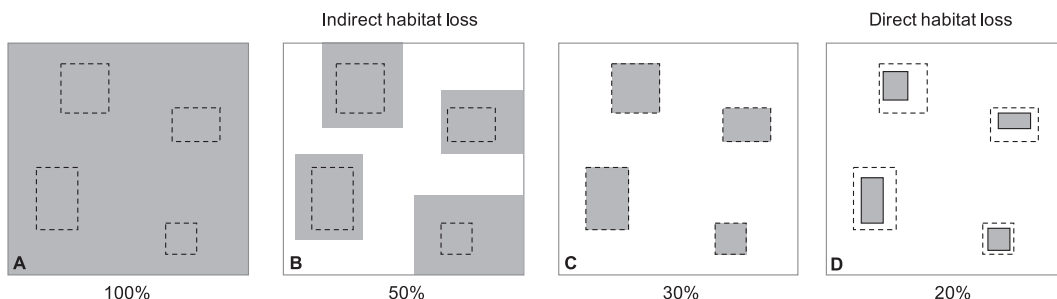 Indirect habitat loss
Direct habitat loss
A
B
C
D
100%
50%
30%
20%